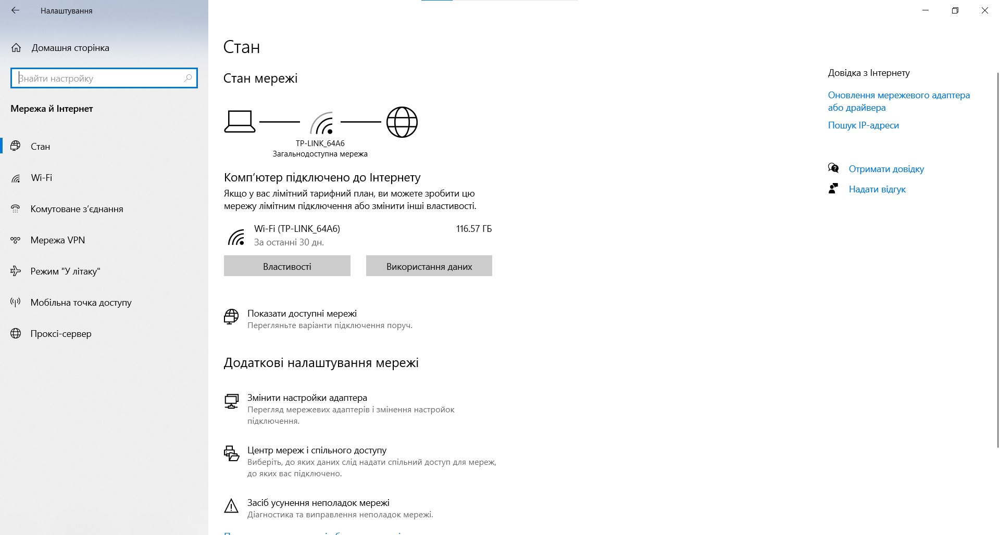 Налаштування
Домашня сторінка
Знайти настройку
Мережа й Інтернет
Стан
Wi-Fi
Комутоване з’єднання
Мережа VPN
Режим "У літаку"
Мобільна точка доступу
Проксі-сервер
Стан
Стан мережі
TP-LINK_64A6
Загальнодоступна мережа
Комп’ютер підключено до Інтернету
Якщо у вас лімітний тарифний план, ви можете зробити цю
мережу лімітним підключення або змінити інші властивості.
Wi-Fi (TP-LINK_64A6)
116.57 ГБ
За останні 30 дн.
Властивості
Використання даних
Показати доступні мережі
Перегляньте варіанти підключення поруч.
Додаткові налаштування мережі
Змінити настройки адаптера
Перегляд мережевих адаптерів і змінення настройок
підключення.
Центр мереж і спільного доступу
Виберіть, до яких даних слід надати спільний доступ для мереж,
до яких вас підключено.
Засіб усунення неполадок мережі
Діагностика та виправлення неполадок мережі.
Довідка з Інтернету
Оновлення мережевого адаптера
або драйвера
Пошук IP-адреси
Отримати довідку
Надати відгук